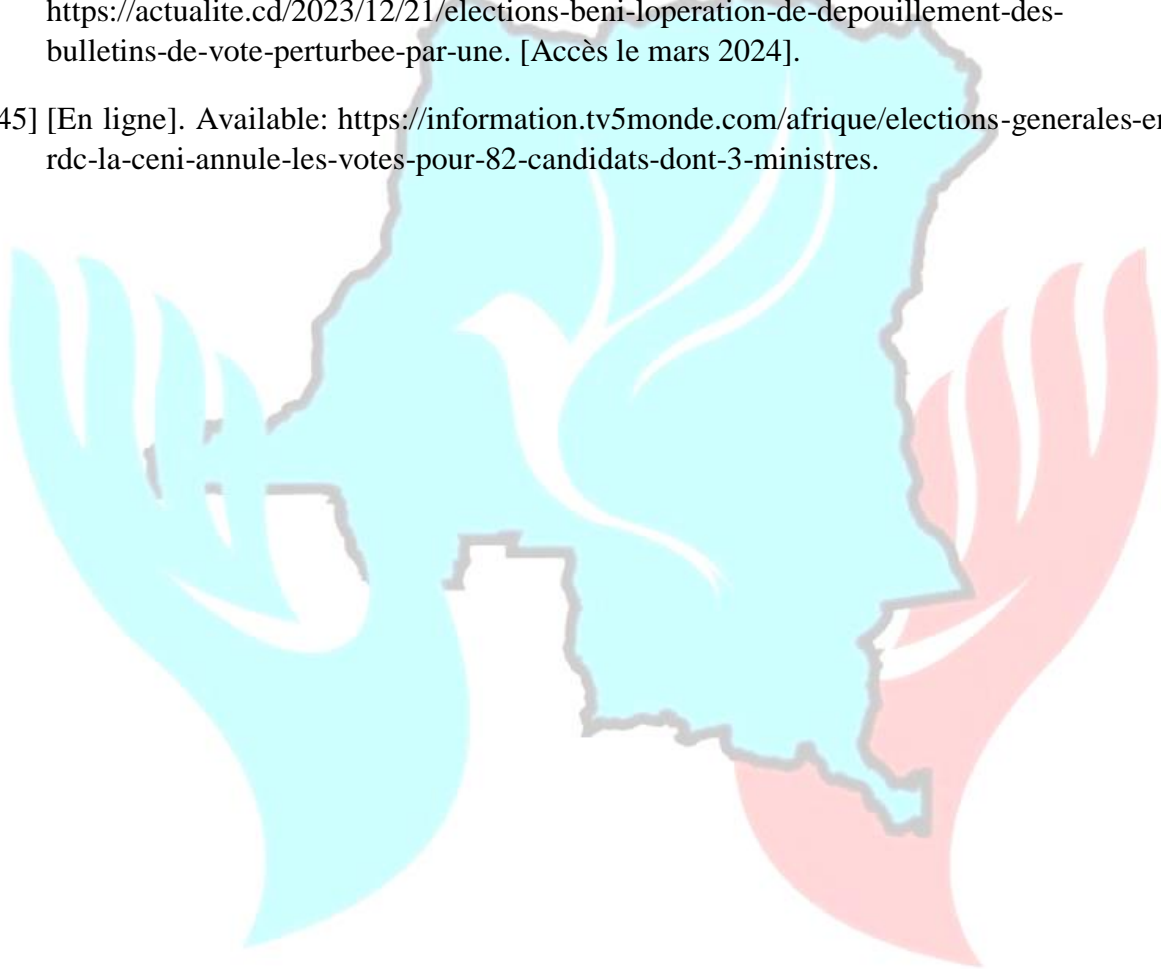 https://actualite.cd/2023/12/21/elections-beni-loperation-de-depouillement-des-
bulletins-de-vote-perturbee-par-une. [Accès le mars 2024].
45] [En ligne]. Available: https://information.tv5monde.com/afrique/elections-generales-en
rdc-la-ceni-annule-les-votes-pour-82-candidats-dont-3-ministres.